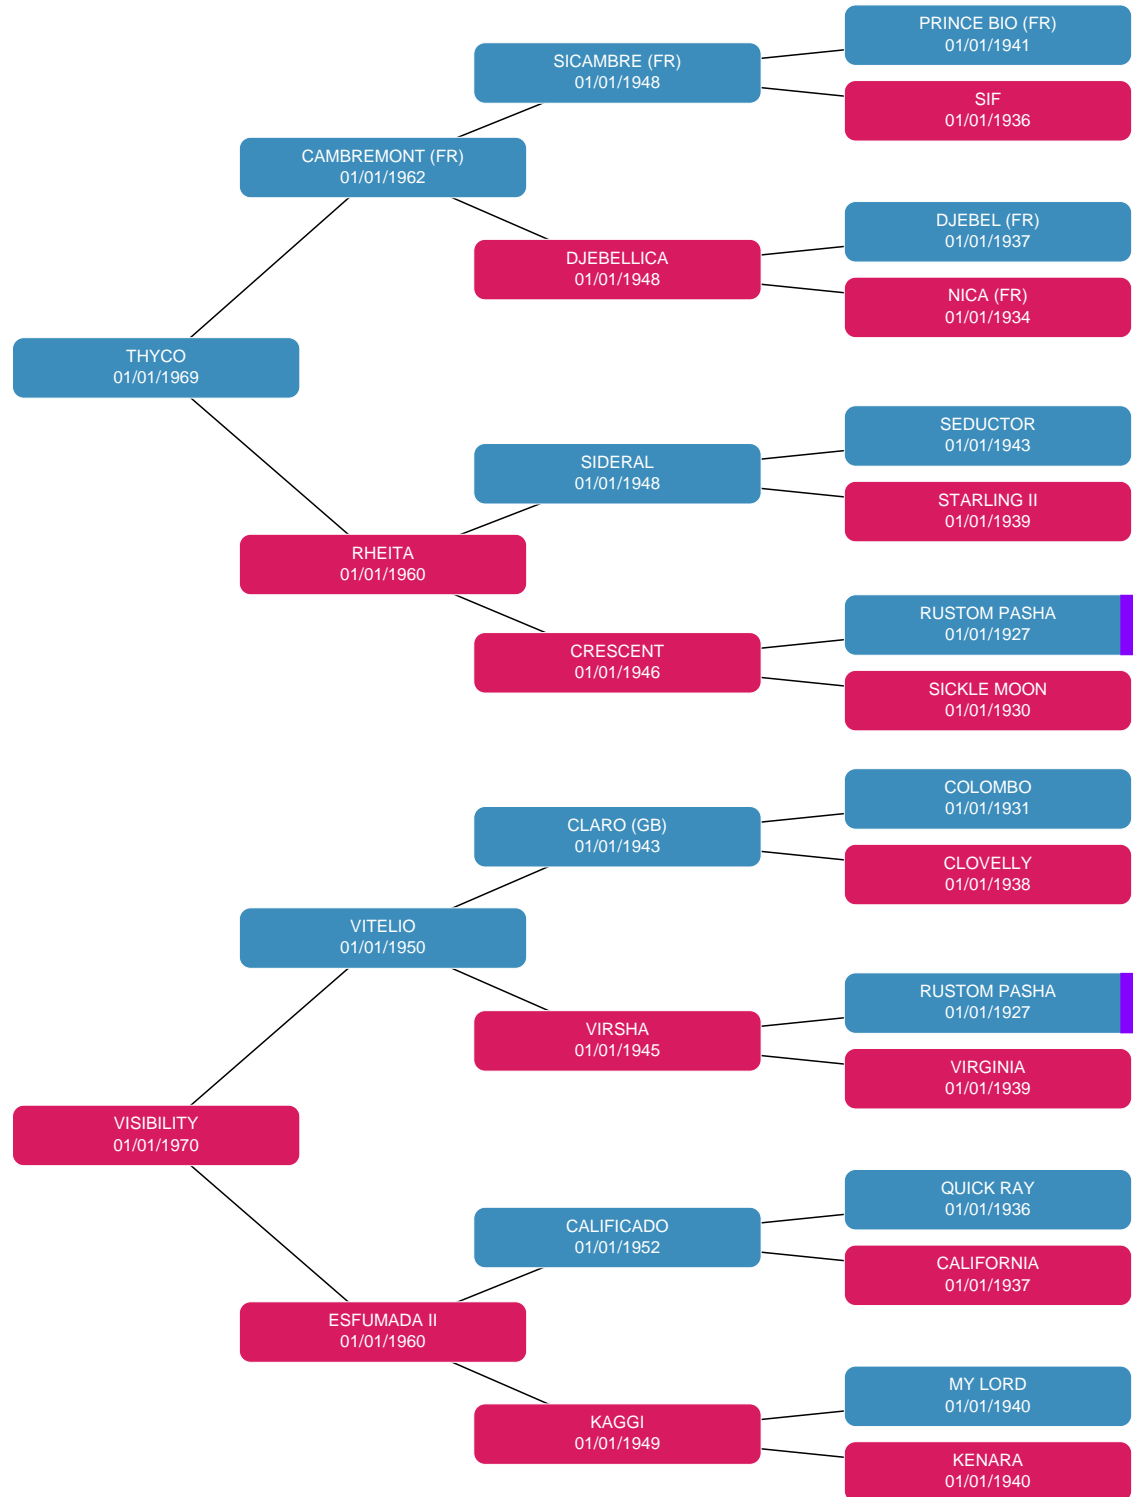 PRINCE BIO (FR)
01/01/1941
SICAMBRE (FR)
01/01/1948
SIF
01/01/1936
CAMBREMONT (FR)
01/01/1962
DJEBEL (FR)
01/01/1937
DJEBELLICA
01/01/1948
NICA (FR)
01/01/1934
THYCO
01/01/1969
SEDUCTOR
01/01/1943
SIDERAL
01/01/1948
STARLING II
01/01/1939
RHEITA
01/01/1960
RUSTOM PASHA
01/01/1927
CRESCENT
01/01/1946
SICKLE MOON
01/01/1930
COLOMBO
01/01/1931
CLARO (GB)
01/01/1943
CLOVELLY
01/01/1938
VITELIO
01/01/1950
RUSTOM PASHA
01/01/1927
VIRSHA
01/01/1945
VIRGINIA
01/01/1939
VISIBILITY
01/01/1970
QUICK RAY
01/01/1936
CALIFICADO
01/01/1952
CALIFORNIA
01/01/1937
ESFUMADA II
01/01/1960
MY LORD
01/01/1940
KAGGI
01/01/1949
KENARA
01/01/1940